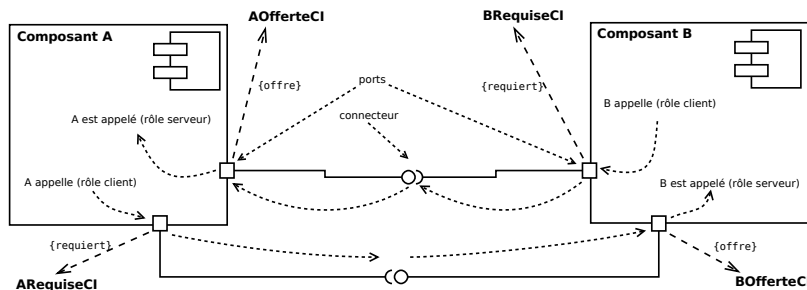 AOfferteCI
BRequiseCI
Composant A
Composant B
{offre}
ports
{requiert}
A est appelé (rôle serveur)
connecteur
B appelle (rôle client)
A appelle (rôle client)
B est appelé (rôle serveur)
{requiert}
{offre}
ARequiseCI
BOfferteC